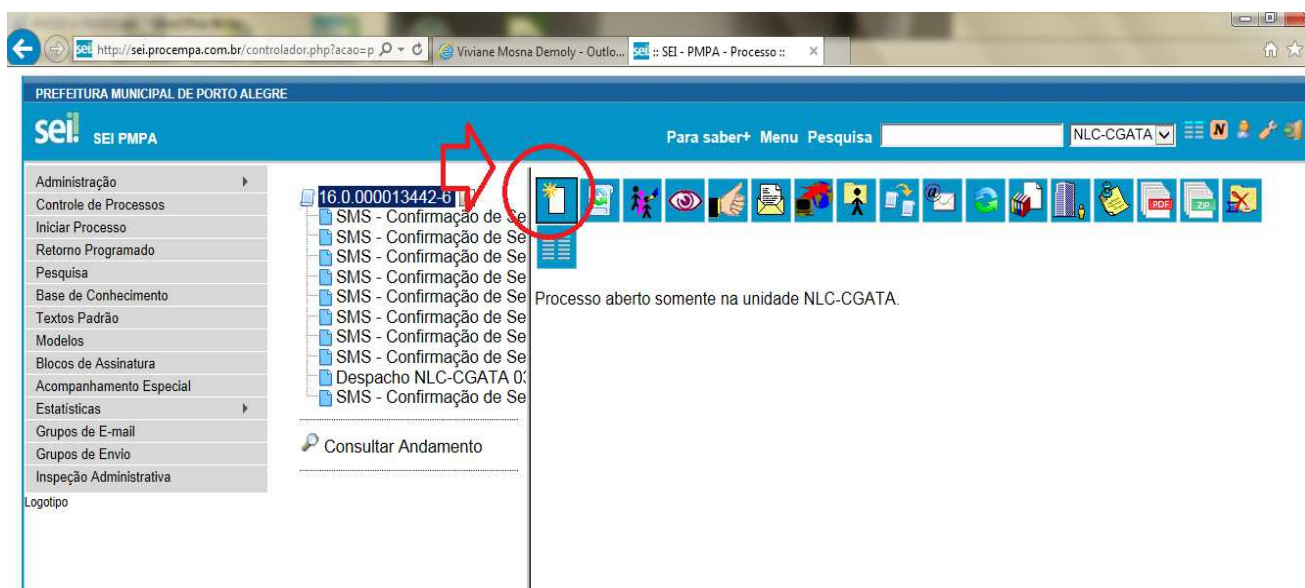 http://sei.procempa.com.br/controlador.php?acao=p
Viviane Mosna Demoly - Outlo...
sei :: SEI - PMPA - Processo ::
PREFEITURA MUNICIPAL DE PORTO ALEGRE
sei! SEI PMPA
Para saber+ Menu Pesquisa
NLC-CGATA
N
Administração
Controle de Processos
Iniciar Processo
Retorno Programado
Pesquisa
Base de Conhecimento
Textos Padrão
Modelos
Blocos de Assinatura
Acompanhamento Especial
Estatísticas
Grupos de E-mail
Grupos de Envio
Inspeção Administrativa
Logotipo
16.0.000013442-6
SMS - Confirmação de Se
SMS - Confirmação de Se
SMS - Confirmação de Se
SMS - Confirmação de Se
SMS - Confirmação de Se
SMS - Confirmação de Se
SMS - Confirmação de Se
SMS - Confirmação de Se
Despacho NLC-CGATA 03
SMS - Confirmação de Se
Consultar Andamento
PDF
ZIP
Processo aberto somente na unidade NLC-CGATA.